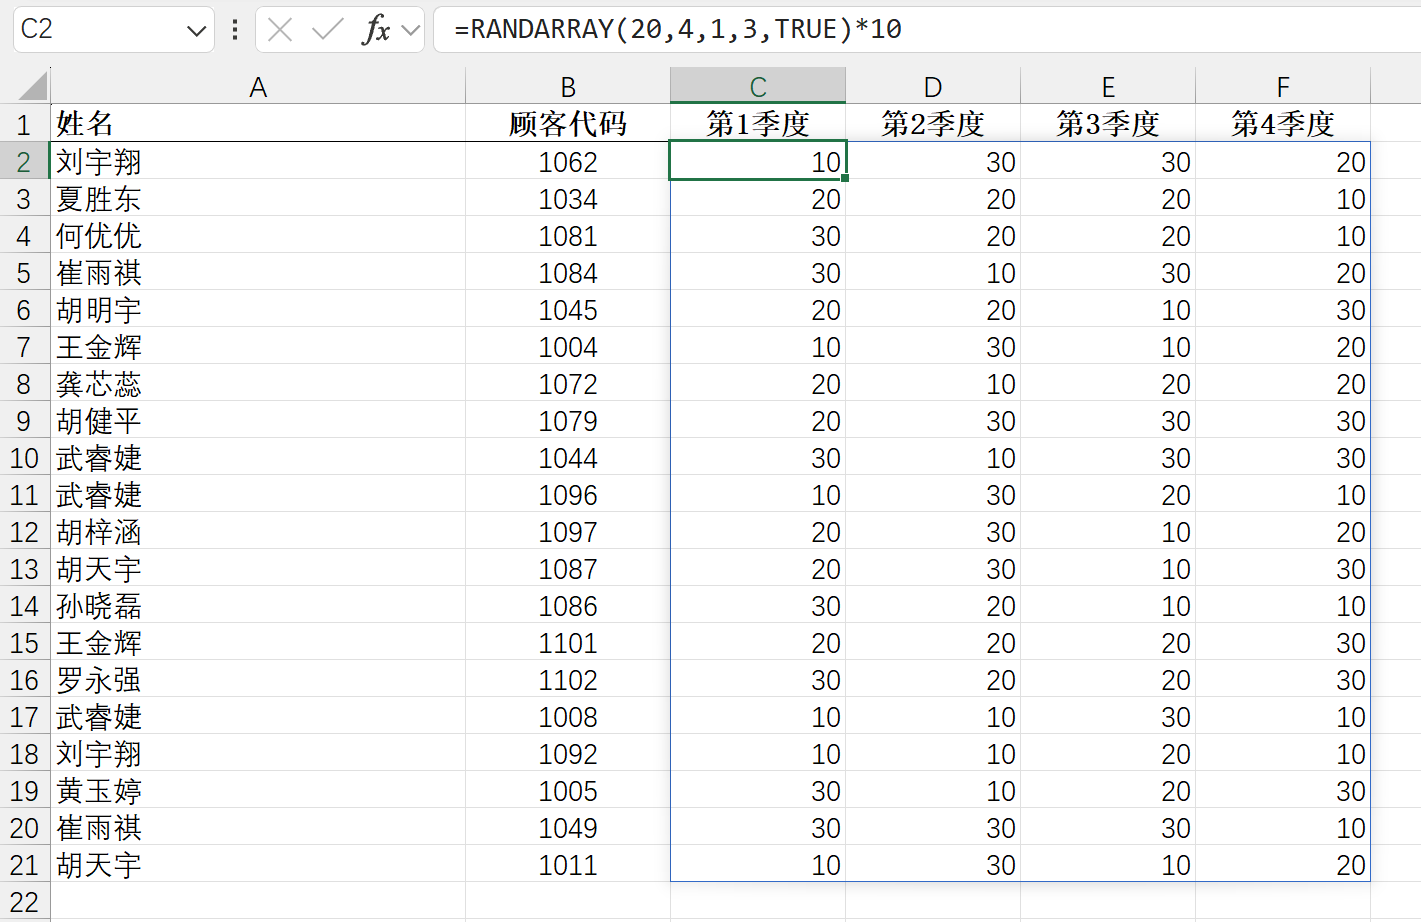 C2 fx =RANDARRAY(20,4,1,3,TRUE)*10
A B C D E F
1 姓名 顾客代码 第1季度 第2季度 第3季度 第4季度
2 刘宇翔 1062 10 30 30 20
3 夏胜东 1034 20 20 20 10
4 何优优 1081 30 20 20 10
5 崔雨祺 1084 30 10 30 20
6 胡明宇 1045 20 20 10 30
7 王金辉 1004 10 30 10 20
8 龚芯蕊 1072 20 10 20 20
9 胡健平 1079 20 30 30 30
10 武睿婕 1044 30 10 30 30
11 武睿婕 1096 10 30 20 10
12 胡梓涵 1097 20 30 10 20
13 胡天宇 1087 20 30 10 30
14 孙晓磊 1086 30 20 10 10
15 王金辉 1101 20 20 20 30
16 罗永强 1102 30 20 20 30
17 武睿婕 1008 10 10 30 10
18 刘宇翔 1092 10 10 20 10
19 黄玉婷 1005 30 10 20 30
20 崔雨祺 1049 30 30 30 10
21 胡天宇 1011 10 30 10 20
22